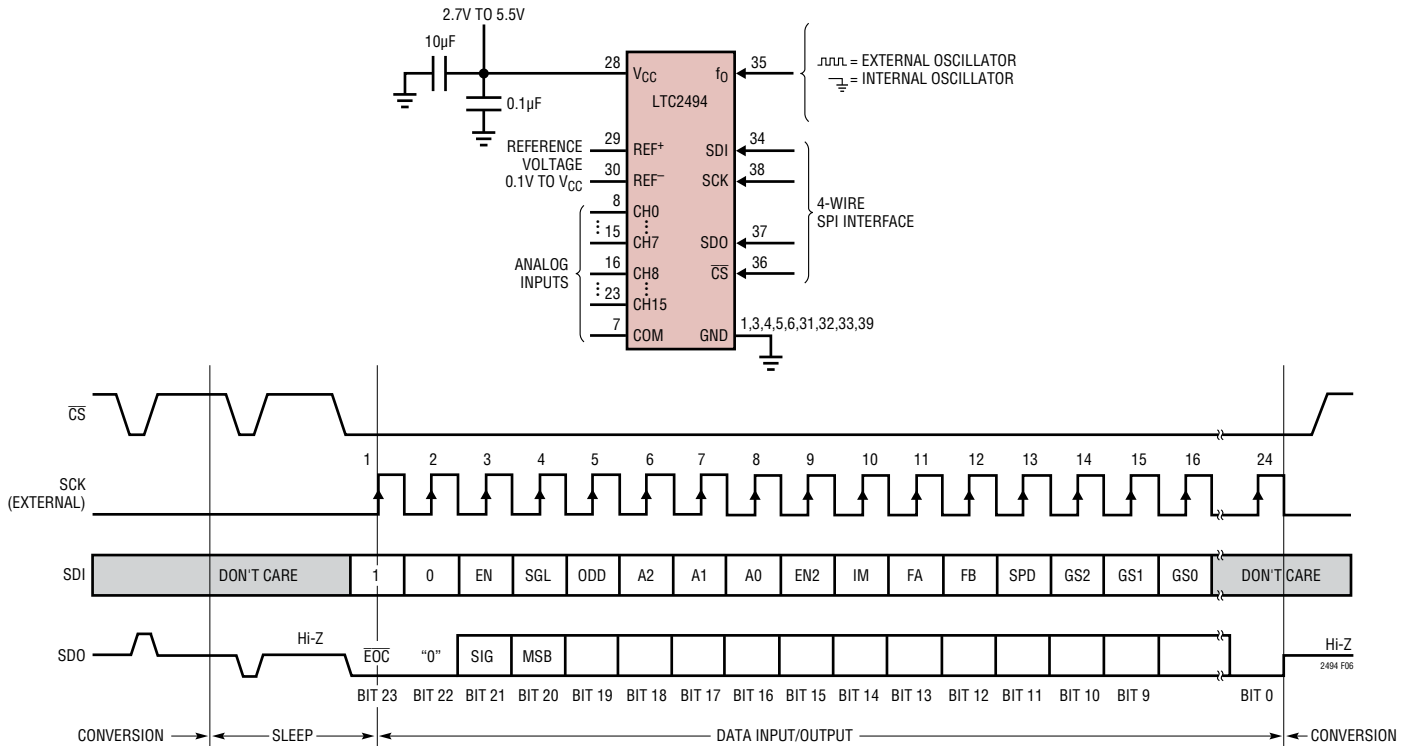 2.7V TO 5.5V
10µF
0.1µF
REFERENCE
VOLTAGE
0.1V TO VCC
ANALOG
INPUTS
28
29
30
8
15
16
23
7
VCC
REF+
REF−
CH0
CH7
CH8
CH15
COM
LTC2494
fO
SDI
SCK
SDO
CS
GND
35
34
38
37
36
1,3,4,5,6,31,32,33,39
= EXTERNAL OSCILLATOR
= INTERNAL OSCILLATOR
4-WIRE
SPI INTERFACE
CS
1 2 3 4 5 6 7 8 9 10 11 12 13 14 15 16 24
SCK
(EXTERNAL)
SDI DON'T CARE 1 0 EN SGL ODD A2 A1 A0 EN2 IM FA FB SPD GS2 GS1 GS0 DON'T CARE
SDO Hi-Z EOC “0” SIG MSB Hi-Z
2494 F06
BIT 23 BIT 22 BIT 21 BIT 20 BIT 19 BIT 18 BIT 17 BIT 16 BIT 15 BIT 14 BIT 13 BIT 12 BIT 11 BIT 10 BIT 9 BIT 0
CONVERSION SLEEP DATA INPUT/OUTPUT CONVERSION